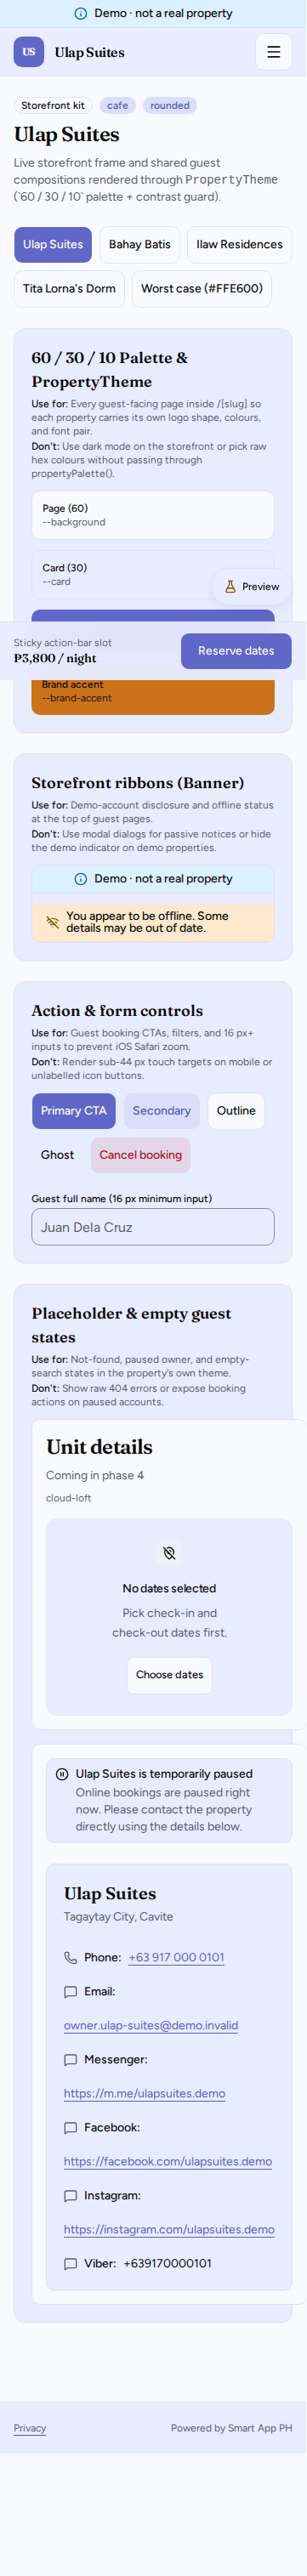 Demo · not a real property
US
Ulap Suites
Storefront kit
cafe
rounded
Ulap Suites
Live storefront frame and shared guest
compositions rendered through PropertyTheme
(`60 / 30 / 10` palette + contrast guard).
Ulap Suites
Bahay Batis
Ilaw Residences
Tita Lorna's Dorm
Worst case (#FFE600)
60 / 30 / 10 Palette &
PropertyTheme
Use for: Every guest-facing page inside /[slug] so
each property carries its own logo shape, colours,
and font pair.
Don't: Use dark mode on the storefront or pick raw
hex colours without passing through
propertyPalette().
Page (60)
--background
Card (30)
--card
Preview
Sticky action-bar slot
₱3,800 / night
Reserve dates
Brand accent
--brand-accent
Storefront ribbons (Banner)
Use for: Demo-account disclosure and offline status
at the top of guest pages.
Don't: Use modal dialogs for passive notices or hide
the demo indicator on demo properties.
Demo · not a real property
You appear to be offline. Some
details may be out of date.
Action & form controls
Use for: Guest booking CTAs, filters, and 16 px+
inputs to prevent iOS Safari zoom.
Don't: Render sub-44 px touch targets on mobile or
unlabelled icon buttons.
Primary CTA
Secondary
Outline
Ghost
Cancel booking
Guest full name (16 px minimum input)
Juan Dela Cruz
Placeholder & empty guest
states
Use for: Not-found, paused owner, and empty-
search states in the property's own theme.
Don't: Show raw 404 errors or expose booking
actions on paused accounts.
Unit details
Coming in phase 4
cloud-loft
No dates selected
Pick check-in and
check-out dates first.
Choose dates
Ulap Suites is temporarily paused
Online bookings are paused right
now. Please contact the property
directly using the details below.
Ulap Suites
Tagaytay City, Cavite
Phone: +63 917 000 0101
Email:
owner.ulap-suites@demo.invalid
Messenger:
https://m.me/ulapsuites.demo
Facebook:
https://facebook.com/ulapsuites.demo
Instagram:
https://instagram.com/ulapsuites.demo
Viber: +639170000101
Privacy
Powered by Smart App PH